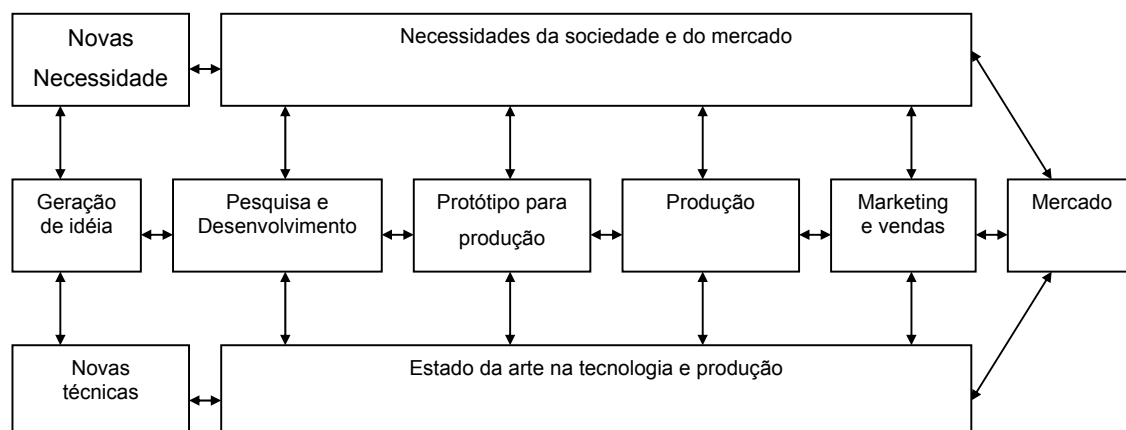 Novas
Necessidade
Necessidades da sociedade e do mercado
Geração
de idéia
Pesquisa e
Desenvolvimento
Protótipo para
produção
Produção
Marketing
e vendas
Mercado
Novas
técnicas
Estado da arte na tecnologia e produção